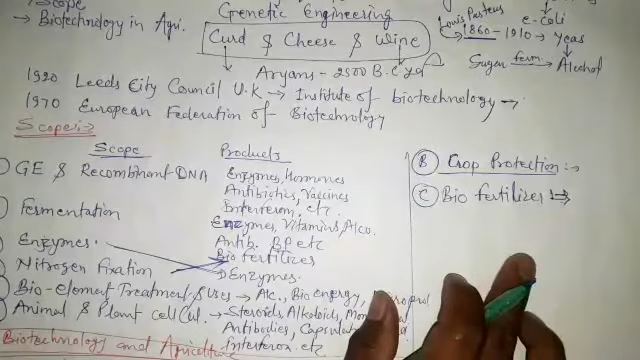 Scope
→ Biotechnology in Agri.
Genetic Engineering
Curd & Cheese & Wine
Aryans - 2500 B.C
Louis Pasteus
1860-1910 → Yeas
e-coli
Sugar ferm Alcohol
1920 Leeds City Council U.K → Institute of biotechnology →
1970 European Federation of Biotechnology
Scope:→
Scope Products
GE & Recombinant DNA Enzymes, Hormones
Antibiotics, Vaccines
Interferon, etc
Fermentation Enzymes, Vitamins, Alco.
Antib. BP etc
Enzymes. Bio fertilizers
Nitrogen Fixation Enzymes.
Bio-element Treatment & Uses → Alc, Bio energy,
Animal & Plant Cell Cul. → Steroids, Alkaloids,
Antibodies,
Interferon etc
Biotechnology and Agriculture
B Crop Protection :→
C Bio fertilizes ⇒